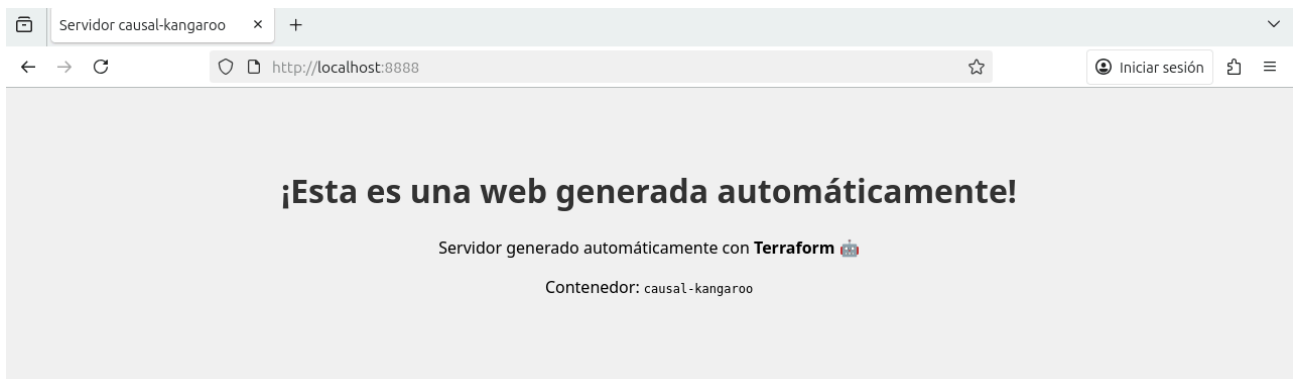 Servidor causal-kangaroo
http://localhost:8888
Iniciar sesión
¡Esta es una web generada automáticamente!
Servidor generado automáticamente con Terraform 🤖
Contenedor: causal-kangaroo